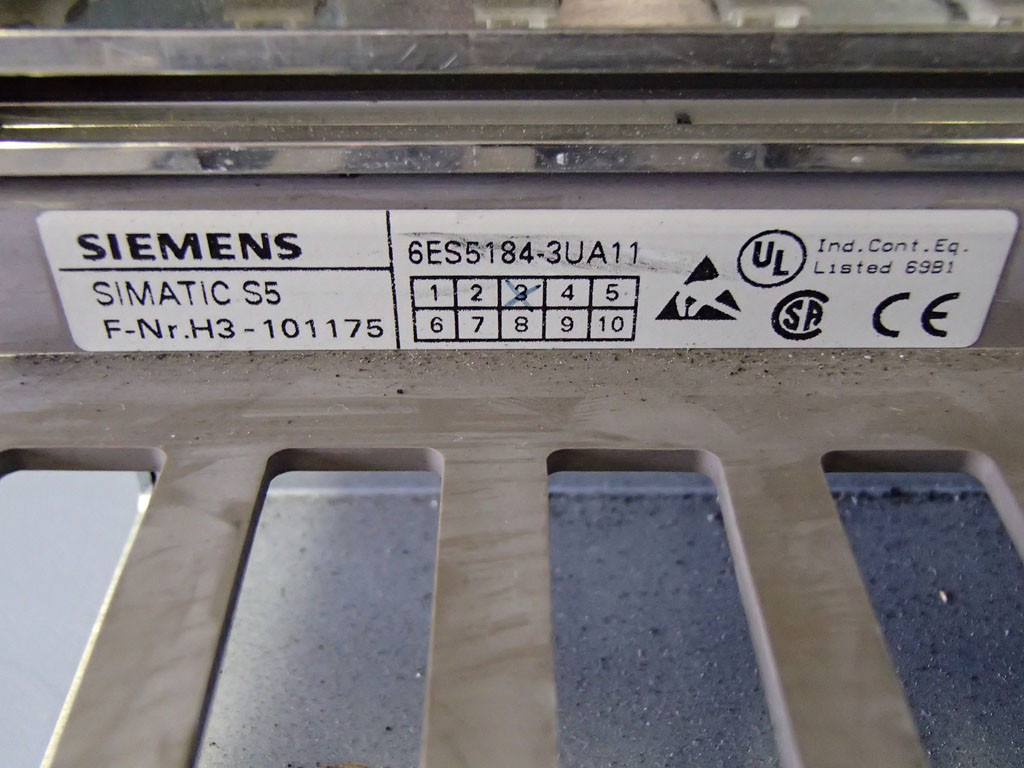 SIEMENS
SIMATIC S5
F-Nr.H3-101175
6ES5184-3UA11
1 2 3 4 5
6 7 8 9 10
UL
Ind.Cont.Eq.
Listed 69B1
SA
CE